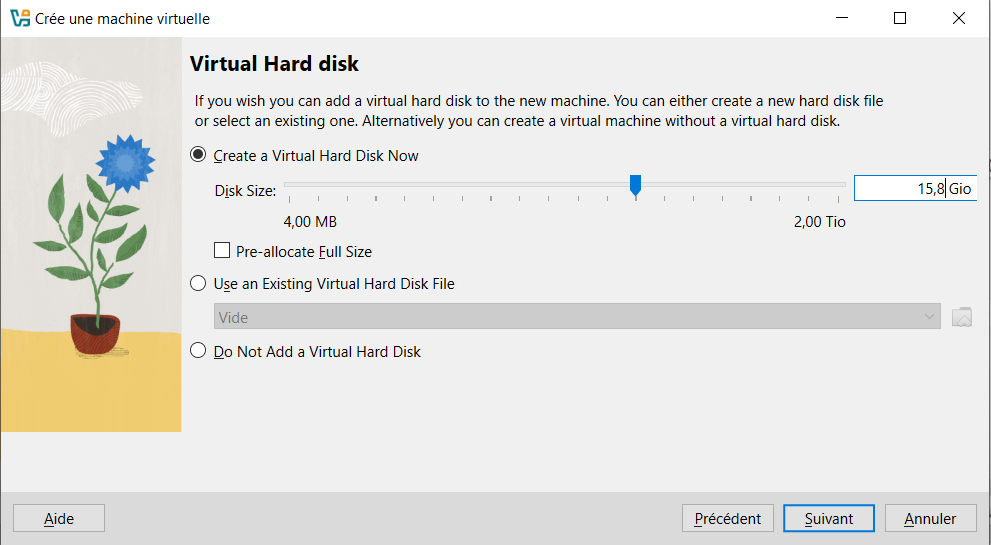 Crée une machine virtuelle
Virtual Hard disk
If you wish you can add a virtual hard disk to the new machine. You can either create a new hard disk file
or select an existing one. Alternatively you can create a virtual machine without a virtual hard disk.
Create a Virtual Hard Disk Now
Disk Size:
15,8 Gio
4,00 MB
2,00 Tio
Pre-allocate Full Size
Use an Existing Virtual Hard Disk File
Vide
Do Not Add a Virtual Hard Disk
Aide
Précédent
Suivant
Annuler